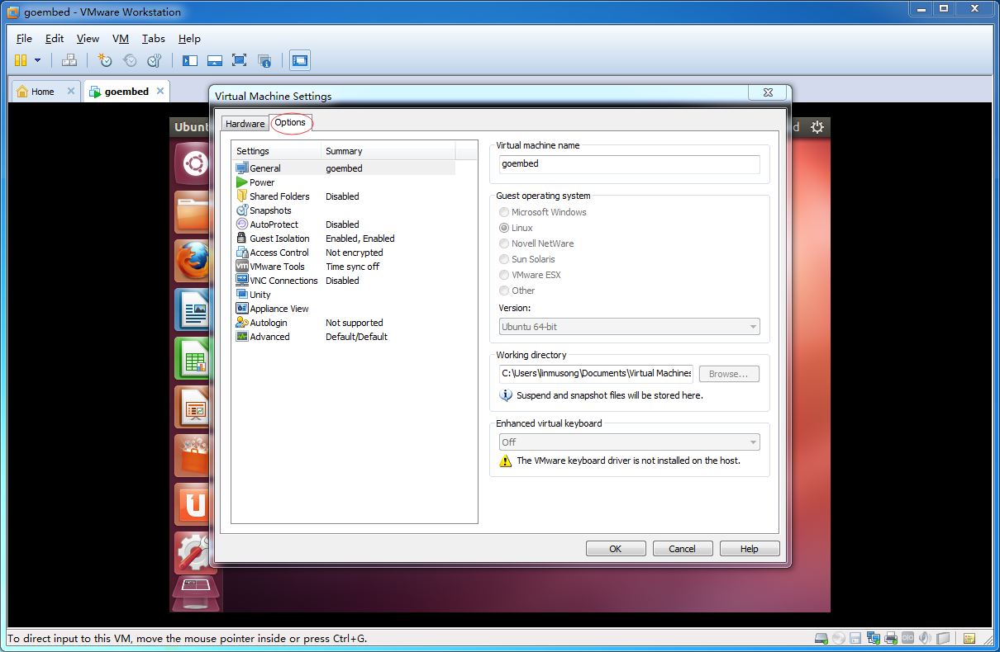 goembed - VMware Workstation
File Edit View VM Tabs Help
Home goembed
Virtual Machine Settings
Ubunt
d
Hardware Options
Settings Summary
General goembed
Power
Shared Folders Disabled
Snapshots
AutoProtect Disabled
Guest Isolation Enabled, Enabled
Access Control Not encrypted
VMware Tools Time sync off
VNC Connections Disabled
Unity
Appliance View
Autologin Not supported
Advanced Default/Default
Virtual machine name
goembed
Guest operating system
Microsoft Windows
Linux
Novell NetWare
Sun Solaris
VMware ESX
Other
Version:
Ubuntu 64-bit
Working directory
C:\Users\linmusong\Documents\Virtual Machines
Browse...
Suspend and snapshot files will be stored here.
Enhanced virtual keyboard
Off
The VMware keyboard driver is not installed on the host.
OK Cancel Help
To direct input to this VM, move the mouse pointer inside or press Ctrl+G.